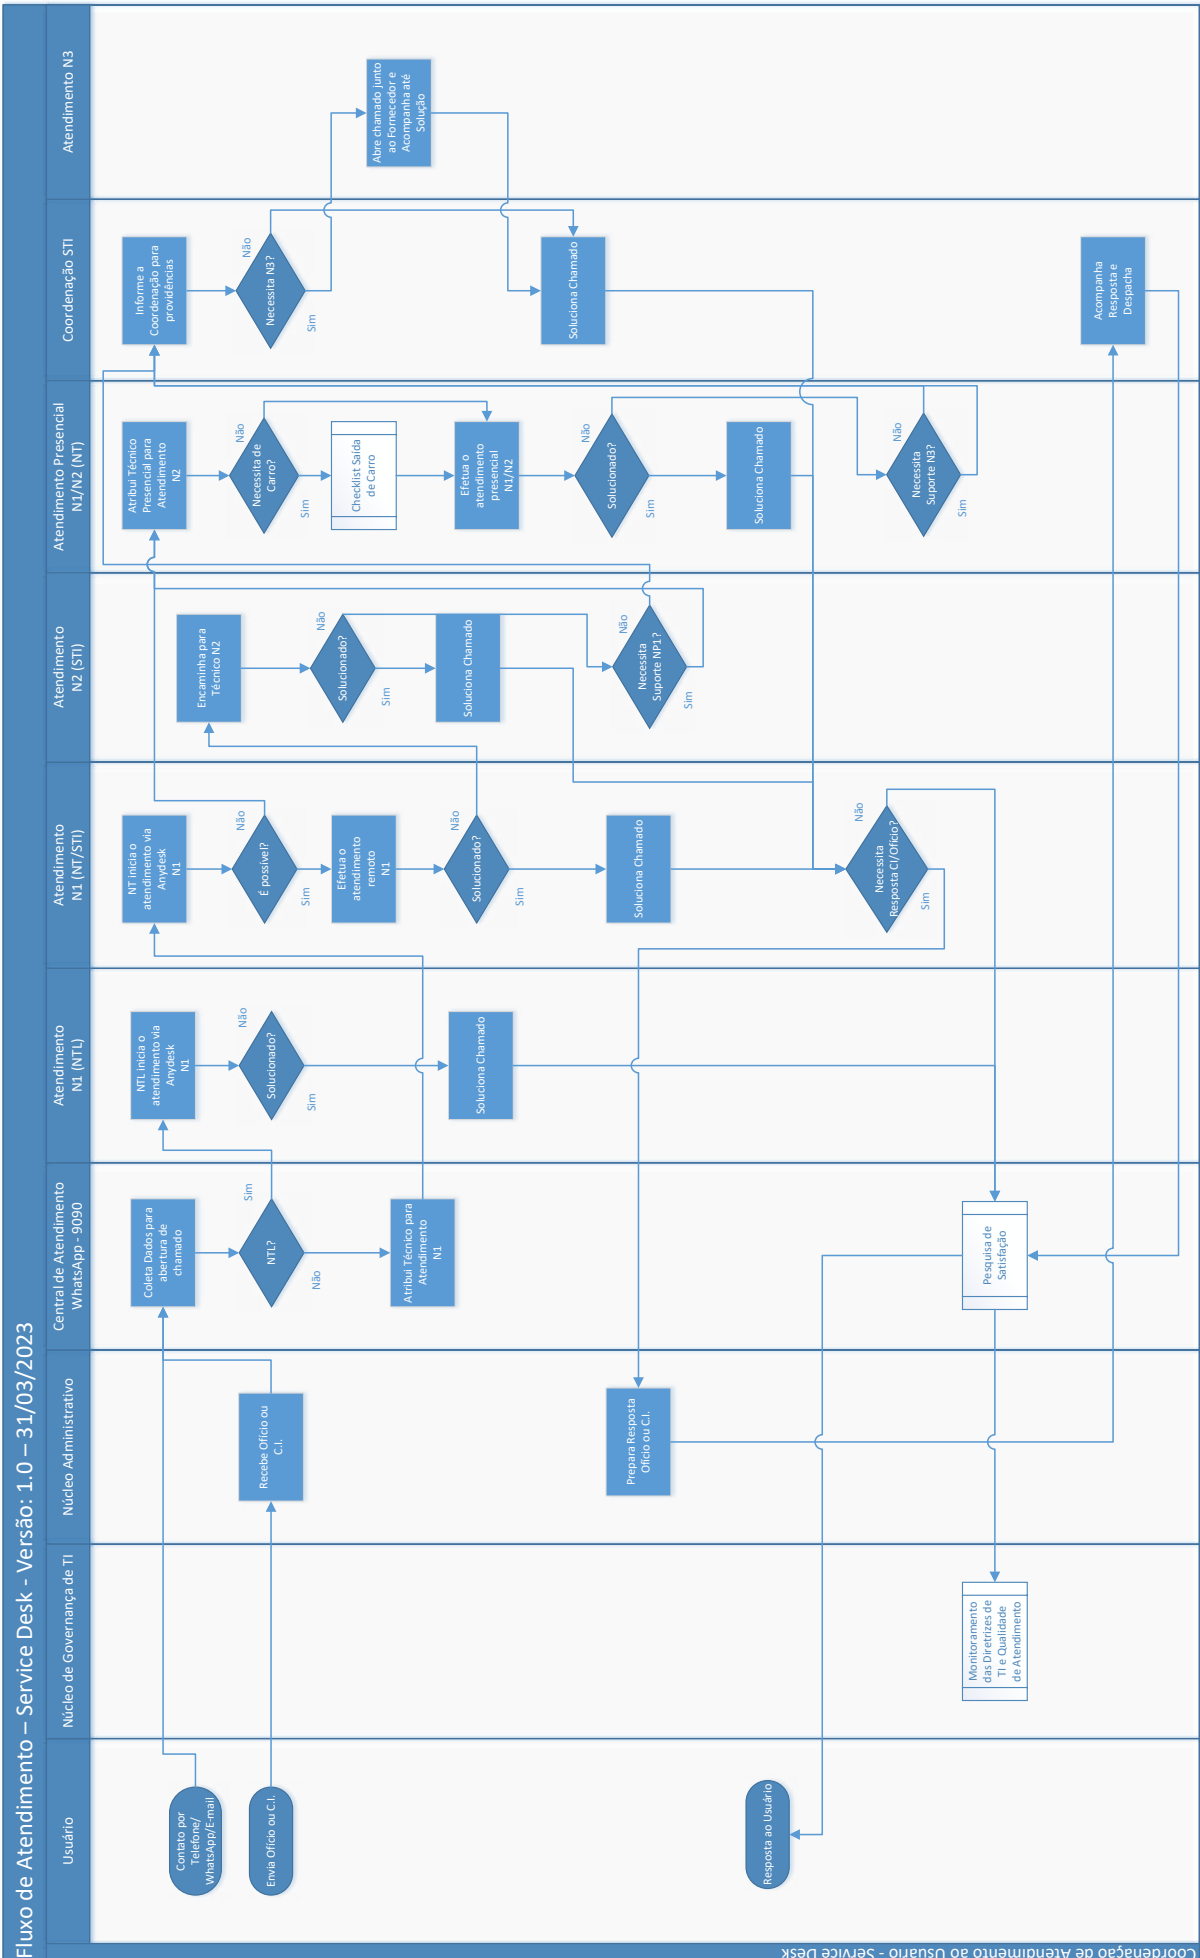 Fluxo de Atendimento – Service Desk - Versão: 1.0 – 31/03/2023
Coordenação de Atendimento ao Usuário - Service Desk
Usuário
Contato por
Telefone/
WhatsApp/E-mail
Envia Ofício ou C.I.
Resposta ao Usuário
Núcleo de Governança de TI
Monitoramento
das Diretrizes de
TI e Qualidade
de Atendimento
Núcleo Administrativo
Recebe Ofício ou
C.I.
Prepara Resposta
Ofício ou C.I.
Central de Atendimento
WhatsApp - 9090
Coleta Dados para
abertura de
chamado
NTL?
Sim
Não
Atribui Técnico para
Atendimento
N1
Pesquisa de
Satisfação
Atendimento
N1 (NTL)
NTL inicia o
atendimento via
Anydesk
N1
Solucionado?
Não
Sim
Soluciona Chamado
Atendimento
N1 (NT/STI)
NT inicia o
atendimento via
Anydesk
N1
É possível?
Não
Sim
Efetua o
atendimento
remoto
N1
Solucionado?
Não
Sim
Soluciona Chamado
Necessita
Resposta CI/Ofício?
Não
Sim
Atendimento
N2 (STI)
Encaminha para
Técnico N2
Solucionado?
Não
Sim
Soluciona Chamado
Necessita
Suporte NP1?
Não
Sim
Atendimento Presencial
N1/N2 (NT)
Atribui Técnico
Presencial para
Atendimento
N2
Necessita de
Carro?
Não
Sim
Checklist Saída
de Carro
Efetua o
atendimento
presencial
N1/N2
Solucionado?
Não
Sim
Soluciona Chamado
Necessita
Suporte N3?
Não
Sim
Coordenação STI
Informe a
Coordenação para
providências
Necessita N3?
Não
Sim
Soluciona Chamado
Acompanha
Resposta e
Despacha
Atendimento N3
Abre chamado junto
ao Fornecedor e
Acompanha até
Solução